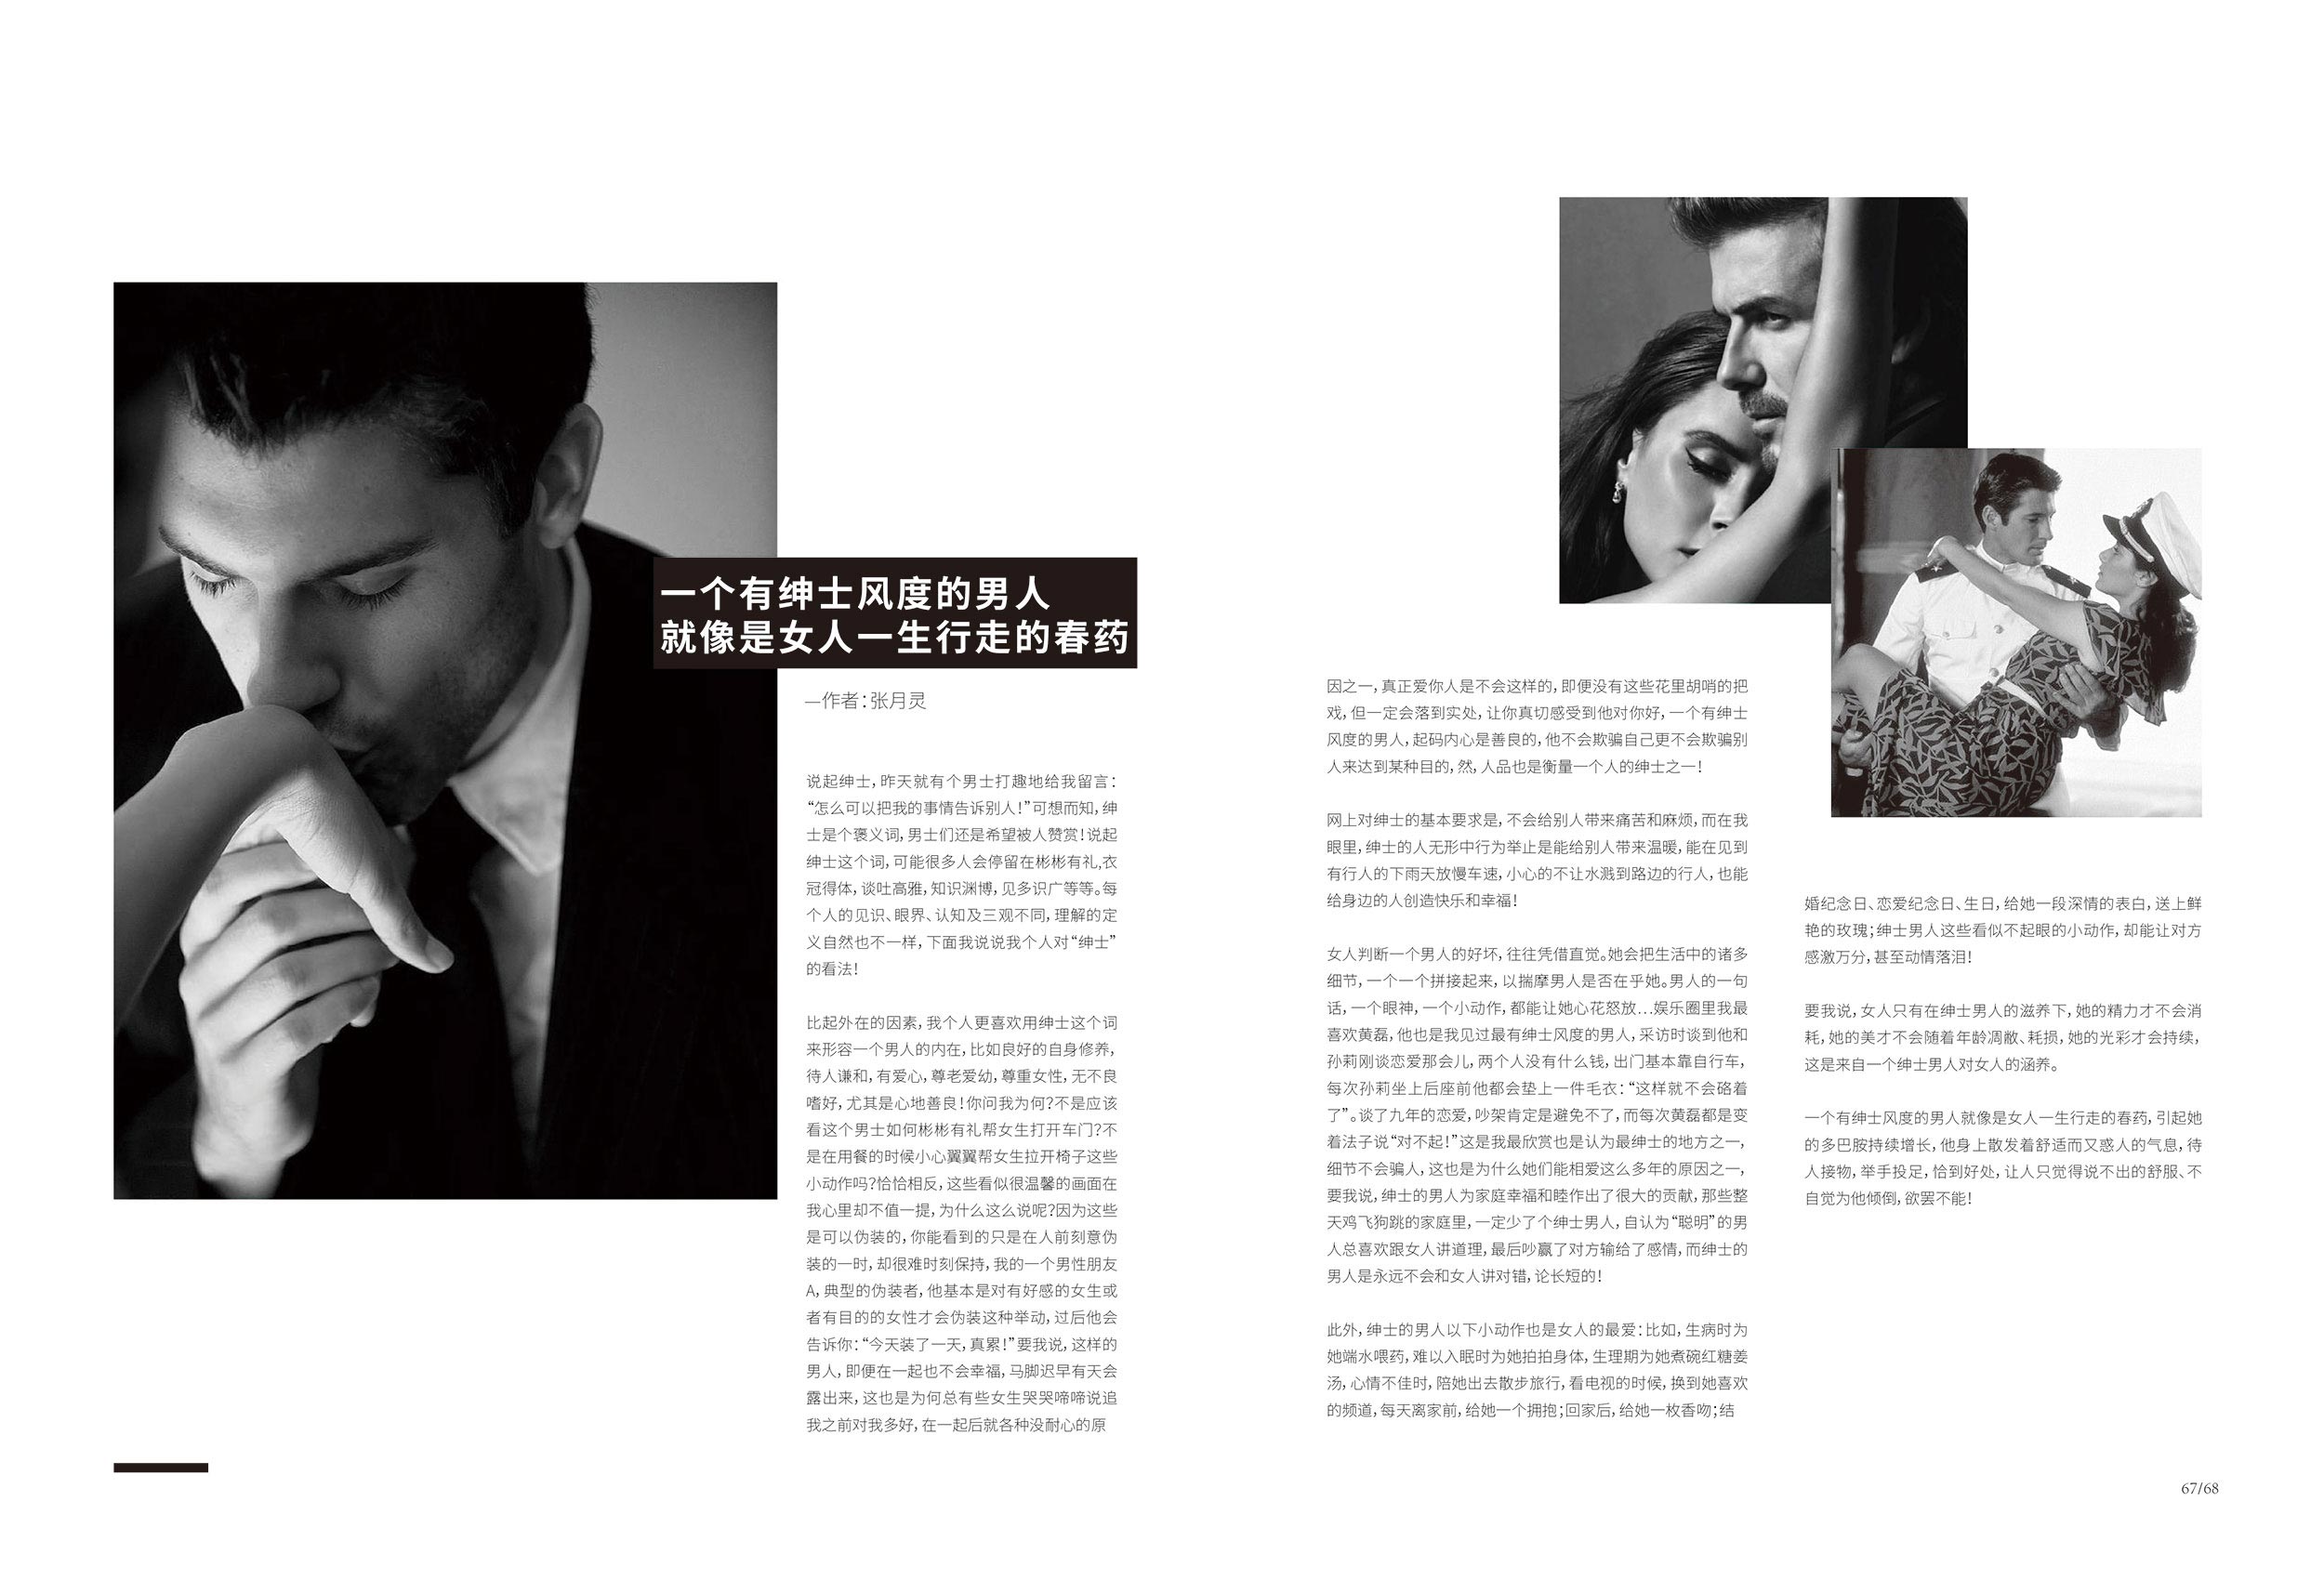 一个有绅士风度的男人
就像是女人一生行走的春药
—作者：张月灵
说起绅士，昨天就有个男士打趣地给我留言：
“怎么可以把我的事情告诉别人！”可想而知，绅
士是个褒义词，男士们还是希望被人赞赏！说起
绅士这个词，可能很多人会停留在彬彬有礼,衣
冠得体，谈吐高雅，知识渊博，见多识广等等。每
个人的见识、眼界、认知及三观不同，理解的定
义自然也不一样，下面我说说我个人对“绅士”
的看法！
比起外在的因素，我个人更喜欢用绅士这个词
来形容一个男人的内在，比如良好的自身修养，
待人谦和，有爱心，尊老爱幼，尊重女性，无不良
嗜好，尤其是心地善良！你问我为何？不是应该
看这个男士如何彬彬有礼帮女生打开车门？不
是在用餐的时候小心翼翼帮女生拉开椅子这些
小动作吗？恰恰相反，这些看似很温馨的画面在
我心里却不值一提，为什么这么说呢？因为这些
是可以伪装的，你能看到的只是在人前刻意伪
装的一时，却很难时刻保持，我的一个男性朋友
A，典型的伪装者，他基本是对有好感的女生或
者有目的的女性才会伪装这种举动，过后他会
告诉你：“今天装了一天，真累！”要我说，这样的
男人，即便在一起也不会幸福，马脚迟早有天会
露出来，这也是为何总有些女生哭哭啼啼说追
我之前对我多好，在一起后就各种没耐心的原
因之一，真正爱你人是不会这样的，即便没有这些花里胡哨的把
戏，但一定会落到实处，让你真切感受到他对你好，一个有绅士
风度的男人，起码内心是善良的，他不会欺骗自己更不会欺骗别
人来达到某种目的，然，人品也是衡量一个人的绅士之一！
网上对绅士的基本要求是，不会给别人带来痛苦和麻烦，而在我
眼里，绅士的人无形中行为举止是能给别人带来温暖，能在见到
有行人的下雨天放慢车速，小心的不让水溅到路边的行人，也能
给身边的人创造快乐和幸福！
女人判断一个男人的好坏，往往凭借直觉。她会把生活中的诸多
细节，一个一个拼接起来，以揣摩男人是否在乎她。男人的一句
话，一个眼神，一个小动作，都能让她心花怒放…娱乐圈里我最
喜欢黄磊，他也是我见过最有绅士风度的男人，采访时谈到他和
孙莉刚谈恋爱那会儿，两个人没有什么钱，出门基本靠自行车，
每次孙莉坐上后座前他都会垫上一件毛衣：“这样就不会硌着
了”。谈了九年的恋爱，吵架肯定是避免不了，而每次黄磊都是变
着法子说“对不起！”这是我最欣赏也是认为最绅士的地方之一，
细节不会骗人，这也是为什么她们能相爱这么多年的原因之一，
要我说，绅士的男人为家庭幸福和睦作出了很大的贡献，那些整
天鸡飞狗跳的家庭里，一定少了个绅士男人，自认为“聪明”的男
人总喜欢跟女人讲道理，最后吵赢了对方输给了感情，而绅士的
男人是永远不会和女人讲对错，论长短的！
此外，绅士的男人以下小动作也是女人的最爱：比如，生病时为
她端水喂药，难以入眠时为她拍拍身体，生理期为她煮碗红糖姜
汤，心情不佳时，陪她出去散步旅行，看电视的时候，换到她喜欢
的频道，每天离家前，给她一个拥抱；回家后，给她一枚香吻；结
婚纪念日、恋爱纪念日、生日，给她一段深情的表白，送上鲜
艳的玫瑰；绅士男人这些看似不起眼的小动作，却能让对方
感激万分，甚至动情落泪！
要我说，女人只有在绅士男人的滋养下，她的精力才不会消
耗，她的美才不会随着年龄凋敝、耗损，她的光彩才会持续，
这是来自一个绅士男人对女人的涵养。
一个有绅士风度的男人就像是女人一生行走的春药，引起她
的多巴胺持续增长，他身上散发着舒适而又惑人的气息，待
人接物，举手投足，恰到好处，让人只觉得说不出的舒服、不
自觉为他倾倒，欲罢不能！
67/68